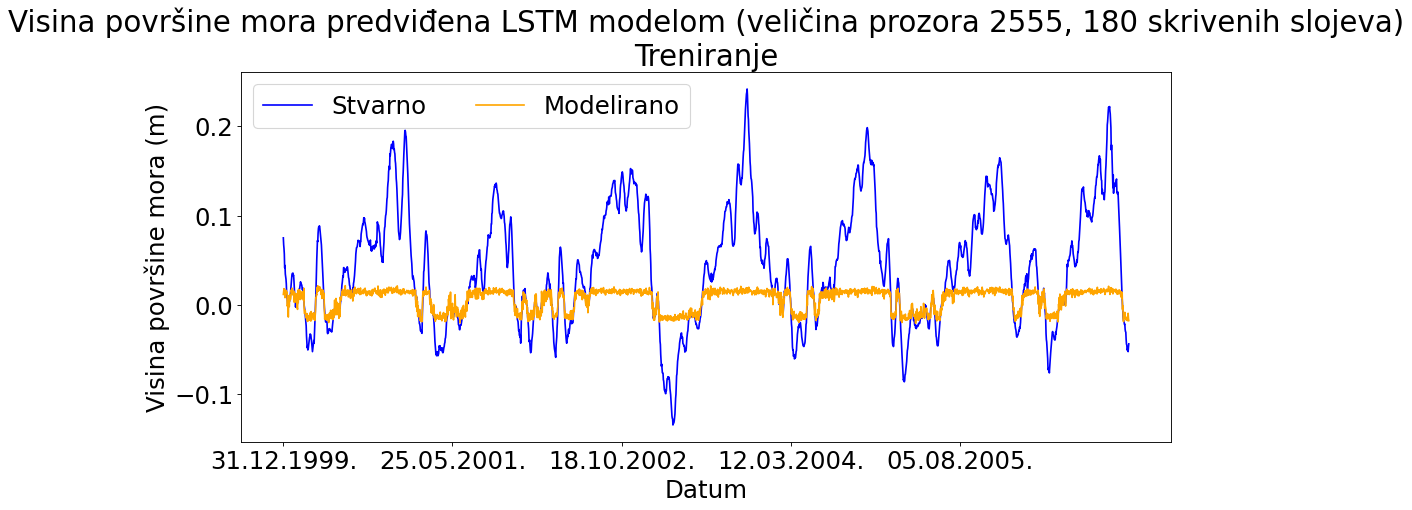 Visina površine mora predviđena LSTM modelom (veličina prozora 2555, 180 skrivenih slojeva)
Treniranje
Stvarno Modelirano
Visina površine mora (m)
0.2
0.1
0.0
−0.1
31.12.1999. 25.05.2001. 18.10.2002. 12.03.2004. 05.08.2005.
Datum